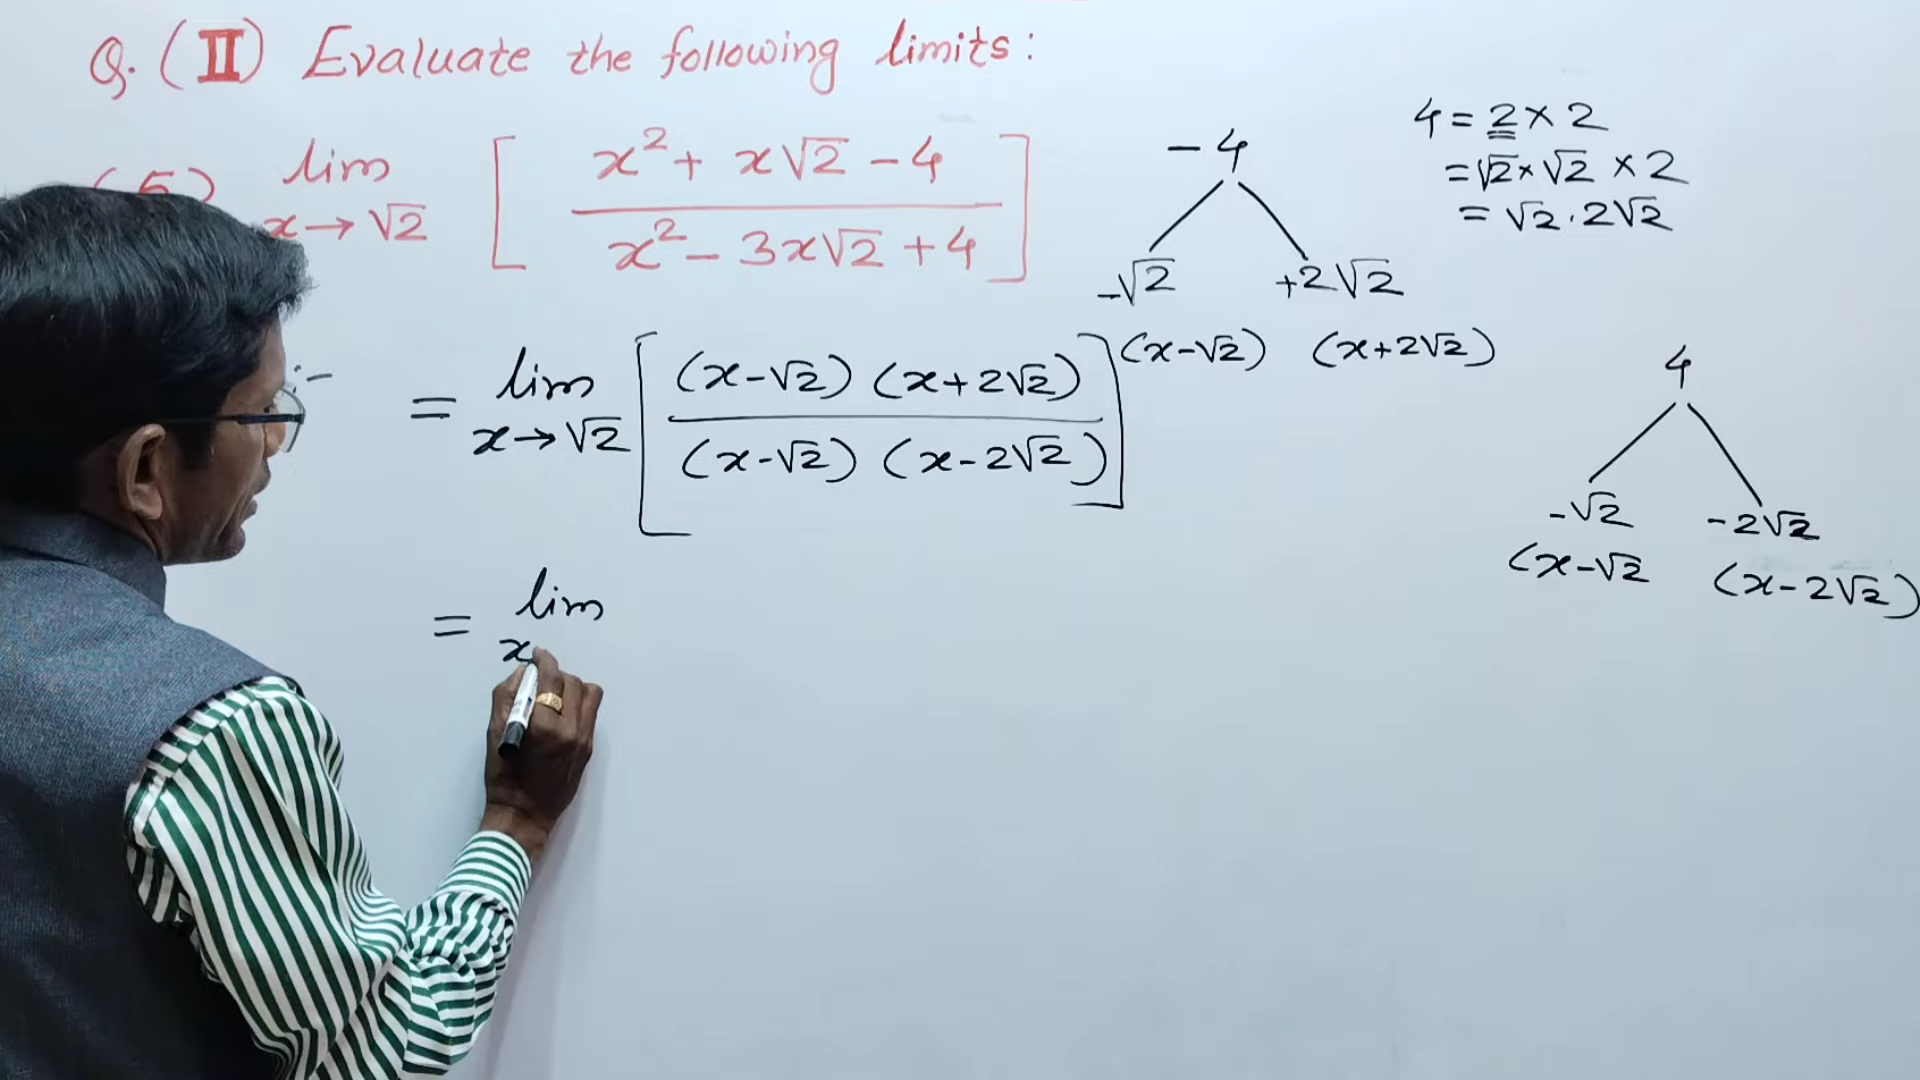 Q. (II) Evaluate the following limits:
lim x→√2 [ (x² + x√2 - 4) / (x² - 3x√2 + 4) ]
-4
-√2 +2√2
(x-√2) (x+2√2)
4 = 2 × 2
= √2 × √2 × 2
= √2 . 2√2
= lim x→√2 [ (x-√2) (x+2√2) / (x-√2) (x-2√2) ]
4
-√2 -2√2
(x-√2 (x-2√2)
= lim x